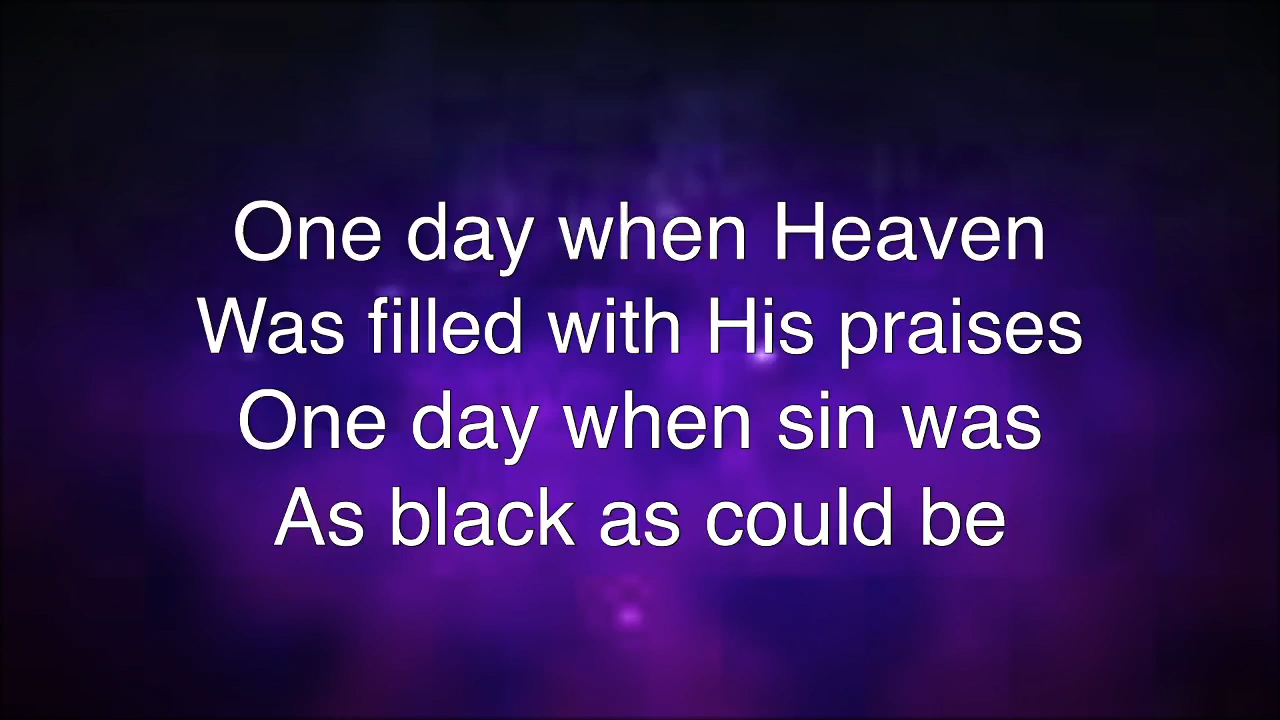 One day when Heaven
Was filled with His praises
One day when sin was
As black as could be